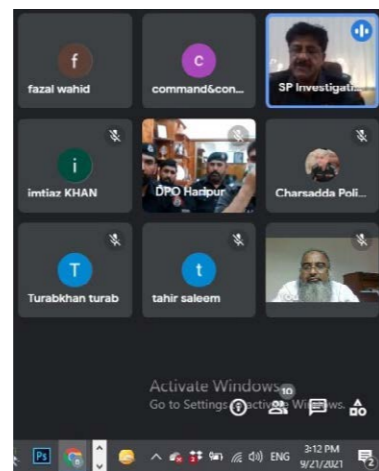 f
c
fazal wahid
command&con...
SP Investigati...
i
imtiaz KHAN
DPO Haripur
Charsadda Poli...
T
t
Turabkhan turab
tahir saleem
Activate Windows
10
Go to Settings to activate Windows.
Ps
ENG
3:12 PM
9/21/2021
2